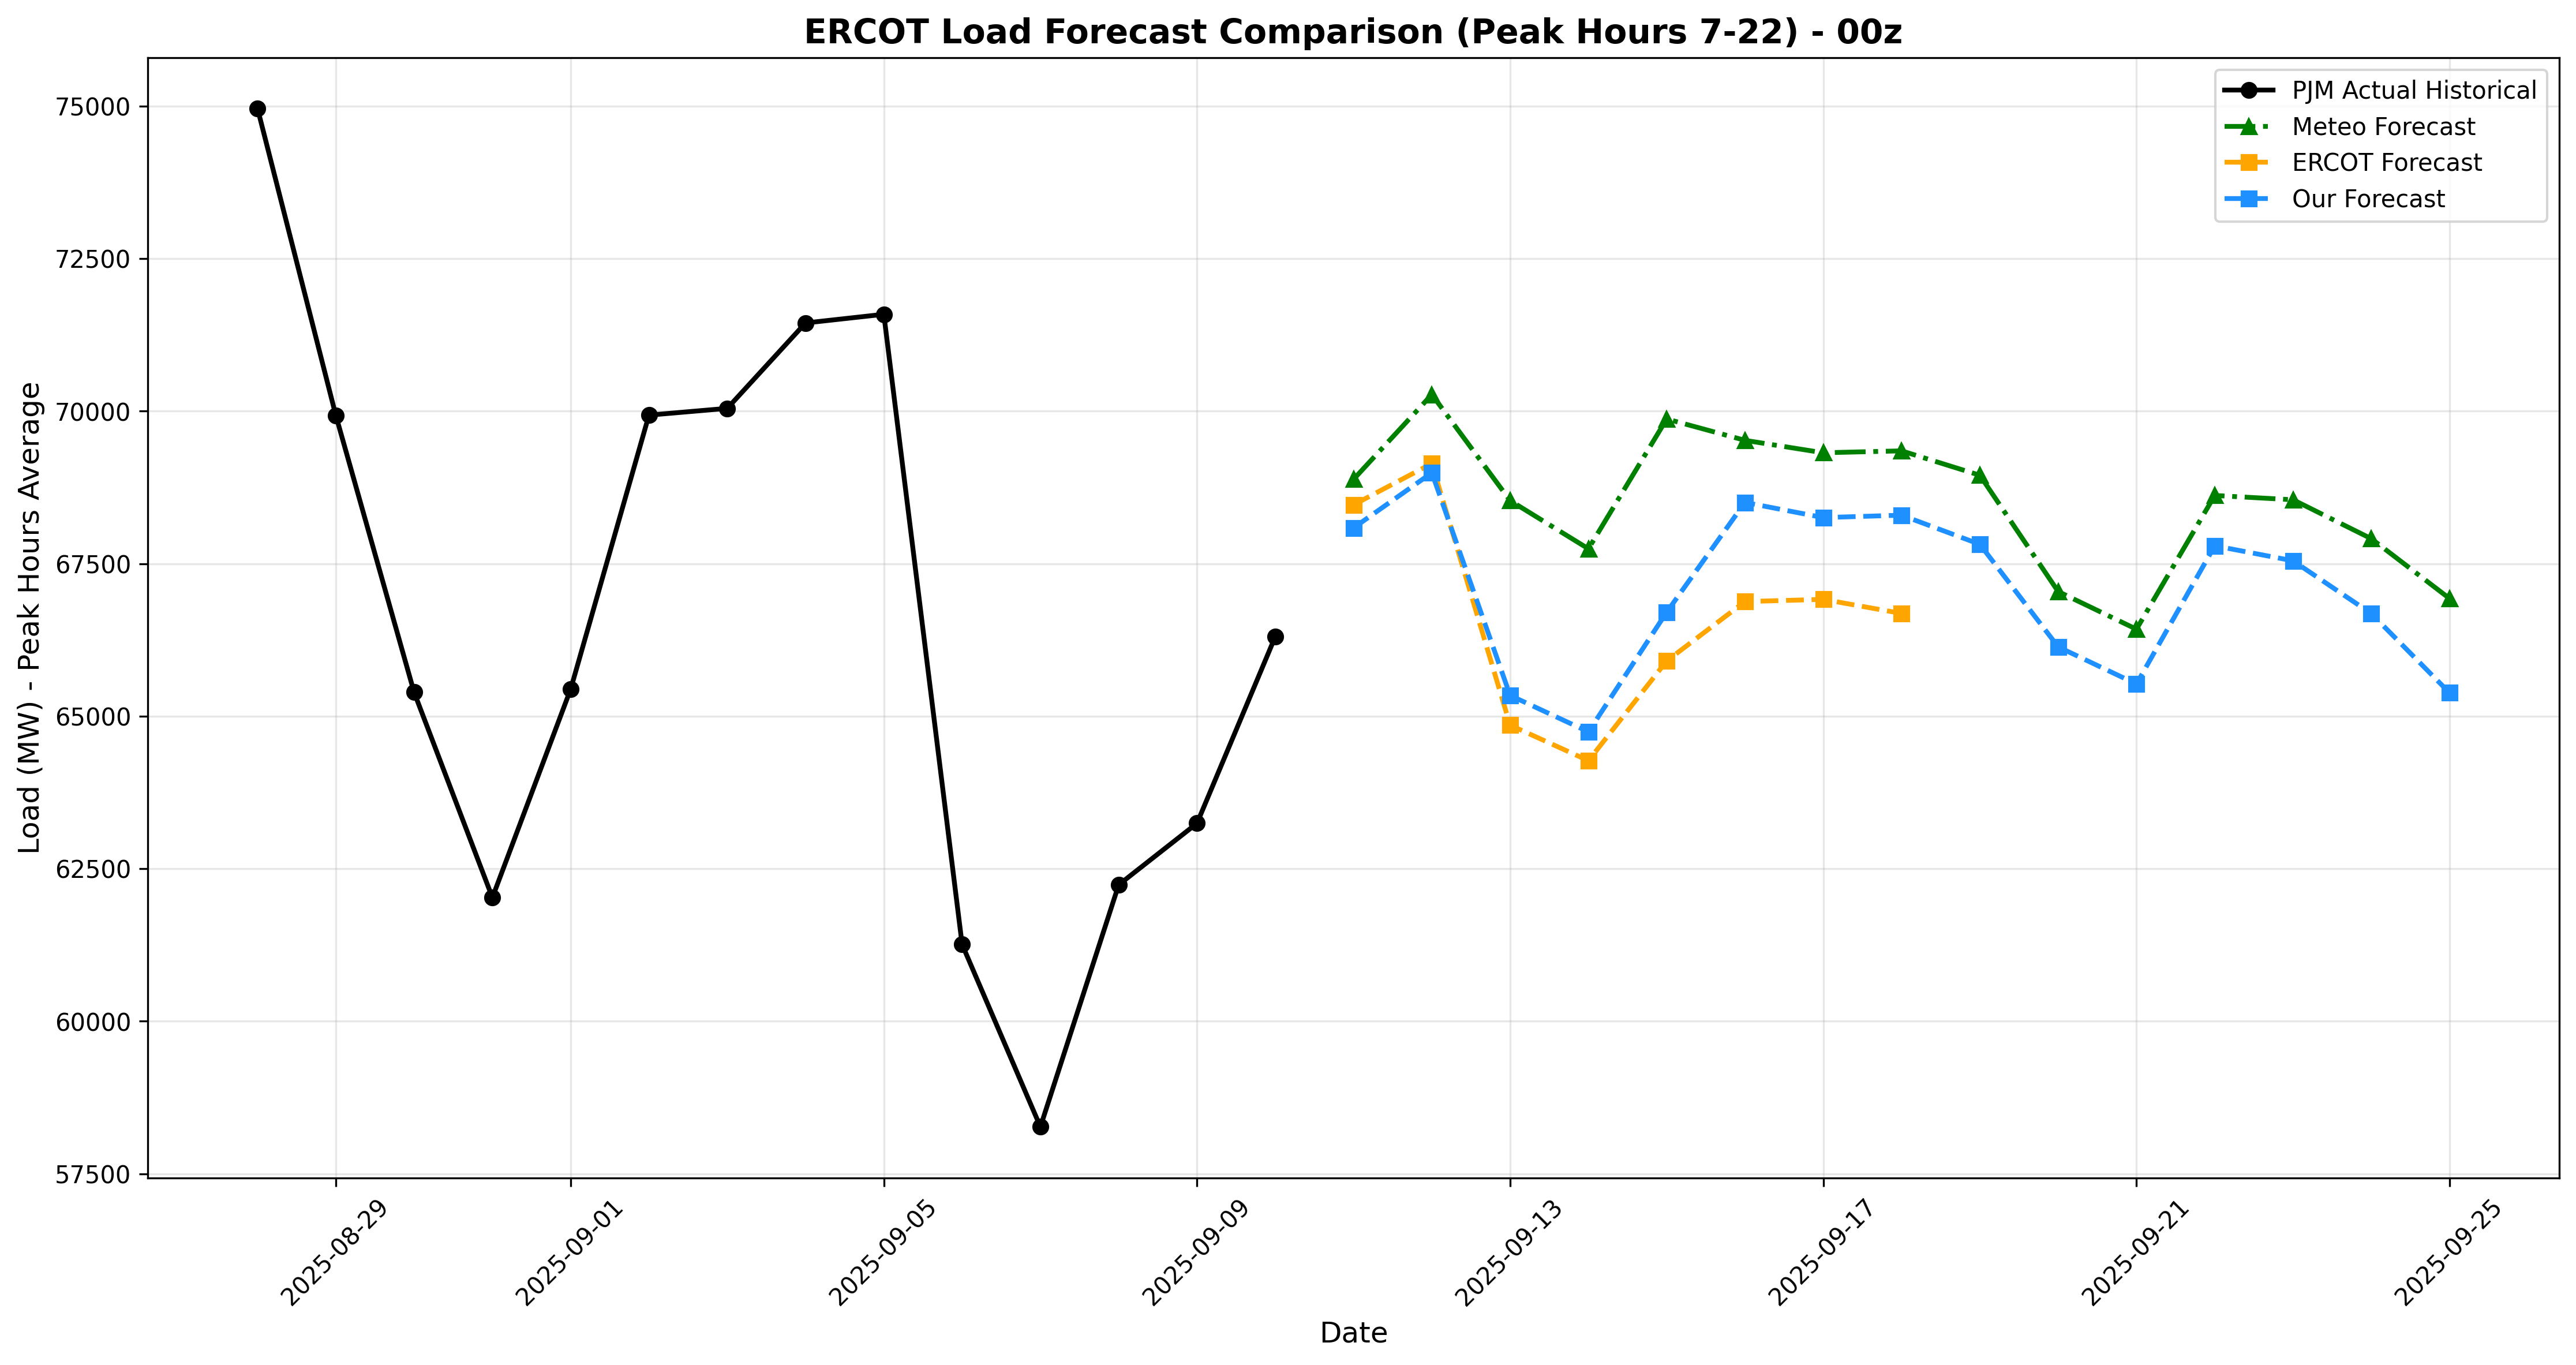 ERCOT Load Forecast Comparison (Peak Hours 7-22) - 00z
PJM Actual Historical
Meteo Forecast
ERCOT Forecast
Our Forecast
Load (MW) - Peak Hours Average
75000
72500
70000
67500
65000
62500
60000
57500
2025-08-29
2025-09-01
2025-09-05
2025-09-09
2025-09-13
2025-09-17
2025-09-21
2025-09-25
Date